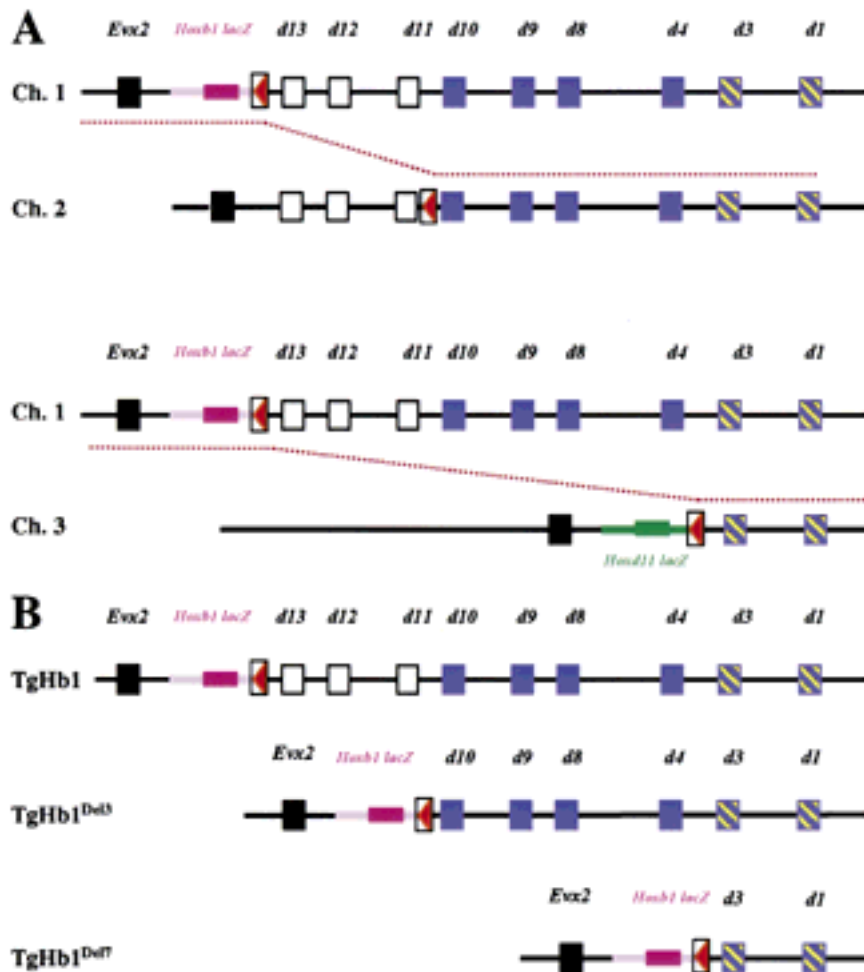 A
Evx2 Hoxb1 lacZ d13 d12 d11 d10 d9 d8 d4 d3 d1
Ch. 1
Ch. 2
Evx2 Hoxb1 lacZ d13 d12 d11 d10 d9 d8 d4 d3 d1
Ch. 1
Ch. 3
Hoxd11 lacZ
B
Evx2 Hoxb1 lacZ d13 d12 d11 d10 d9 d8 d4 d3 d1
TgHb1
Evx2 Hoxb1 lacZ d10 d9 d8 d4 d3 d1
TgHb1Del3
Evx2 Hoxb1 lacZ d3 d1
TgHb1Del7